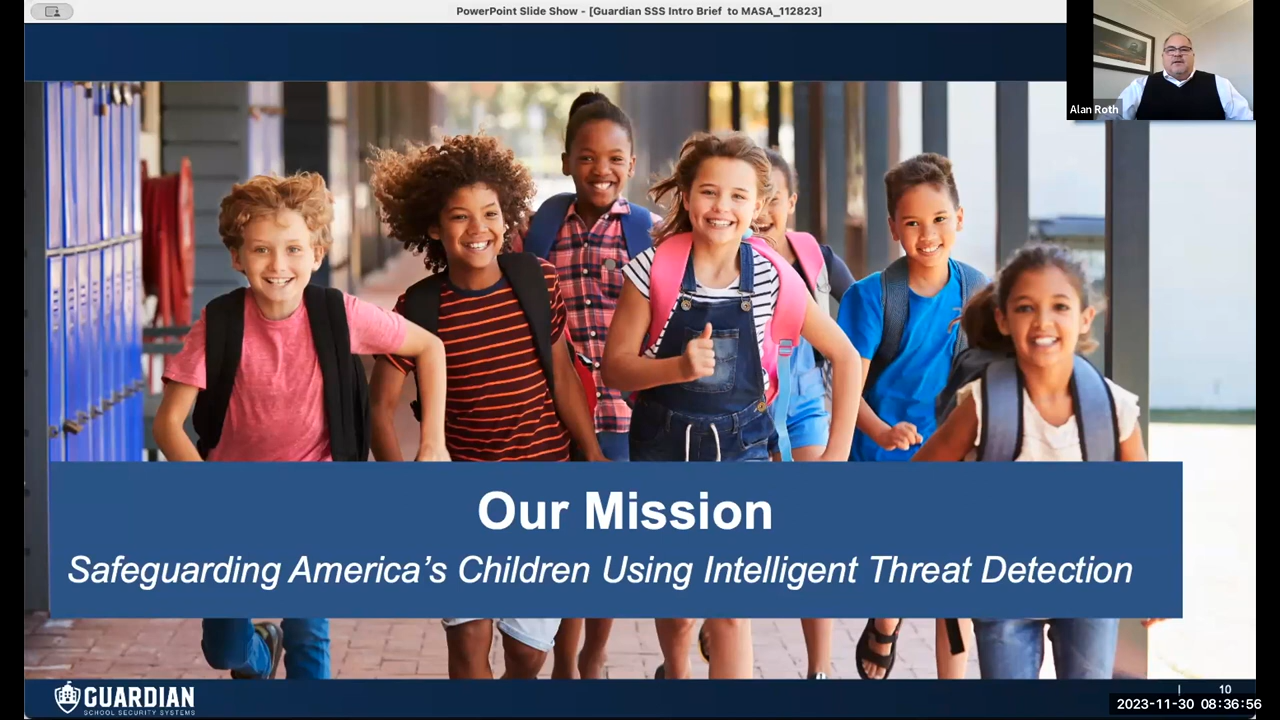 PowerPoint Slide Show - [Guardian SSS Intro Brief  to MASA_112823]
Alan Roth
Our Mission
Safeguarding America’s Children Using Intelligent Threat Detection
GUARDIAN
SCHOOL SECURITY SYSTEMS
| 10
2023-11-30 08:36:56